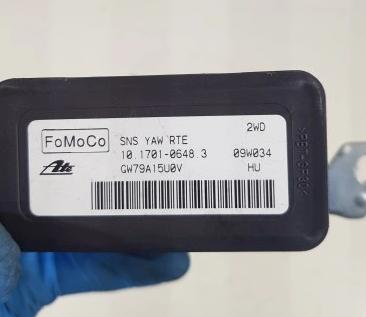 2WD
FoMoCo SNS YAW RTE
10.1701-0648.3 09W034
Ate GW79A15U0V HU